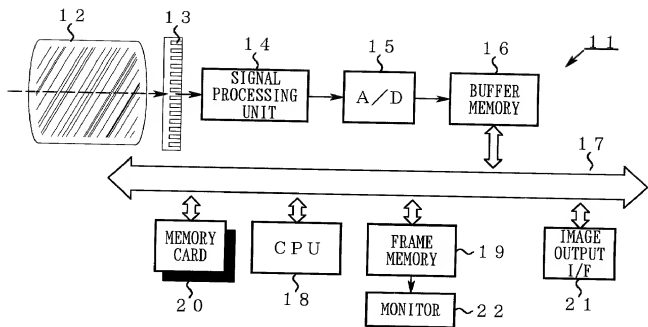 12
13
14
15
16
11
SIGNAL
PROCESSING
UNIT
A/D
BUFFER
MEMORY
17
MEMORY
CARD
CPU
FRAME
MEMORY
19
IMAGE
OUTPUT
I/F
20
18
MONITOR
22
21